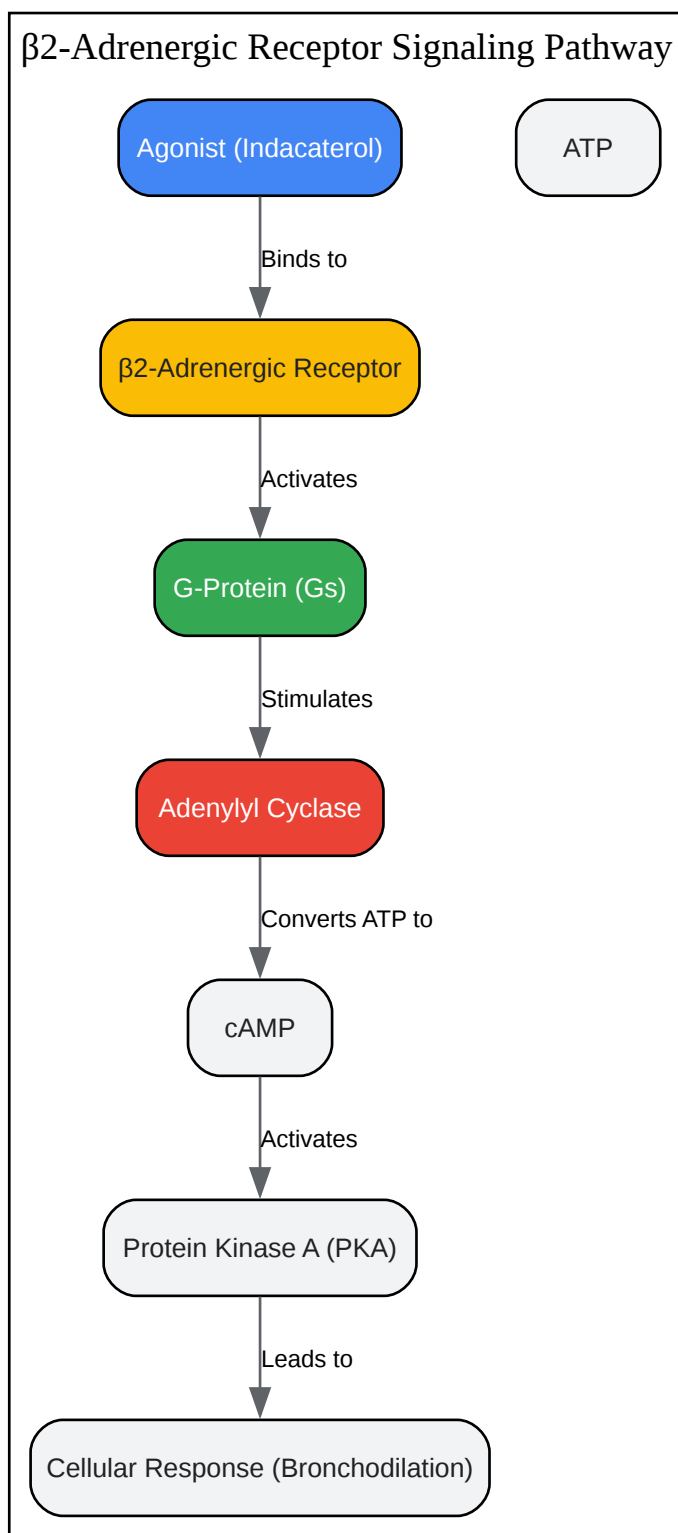 β2-Adrenergic Receptor Signaling Pathway
Agonist (Indacaterol)
ATP
Binds to
β2-Adrenergic Receptor
Activates
G-Protein (Gs)
Stimulates
Adenylyl Cyclase
Converts ATP to
cAMP
Activates
Protein Kinase A (PKA)
Leads to
Cellular Response (Bronchodilation)